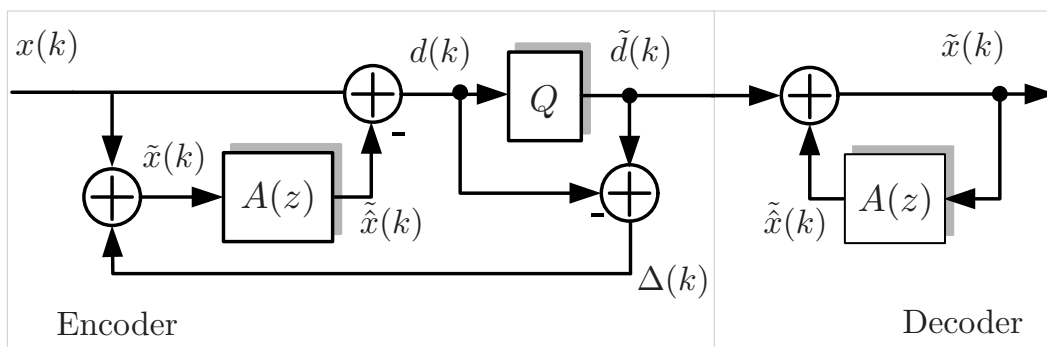 x(k)
d(k)
Q
d̃(k)
x̃(k)
x̃(k)
A(z)
x̂̃(k)
-
-
Δ(k)
x̂̃(k)
A(z)
Encoder
Decoder